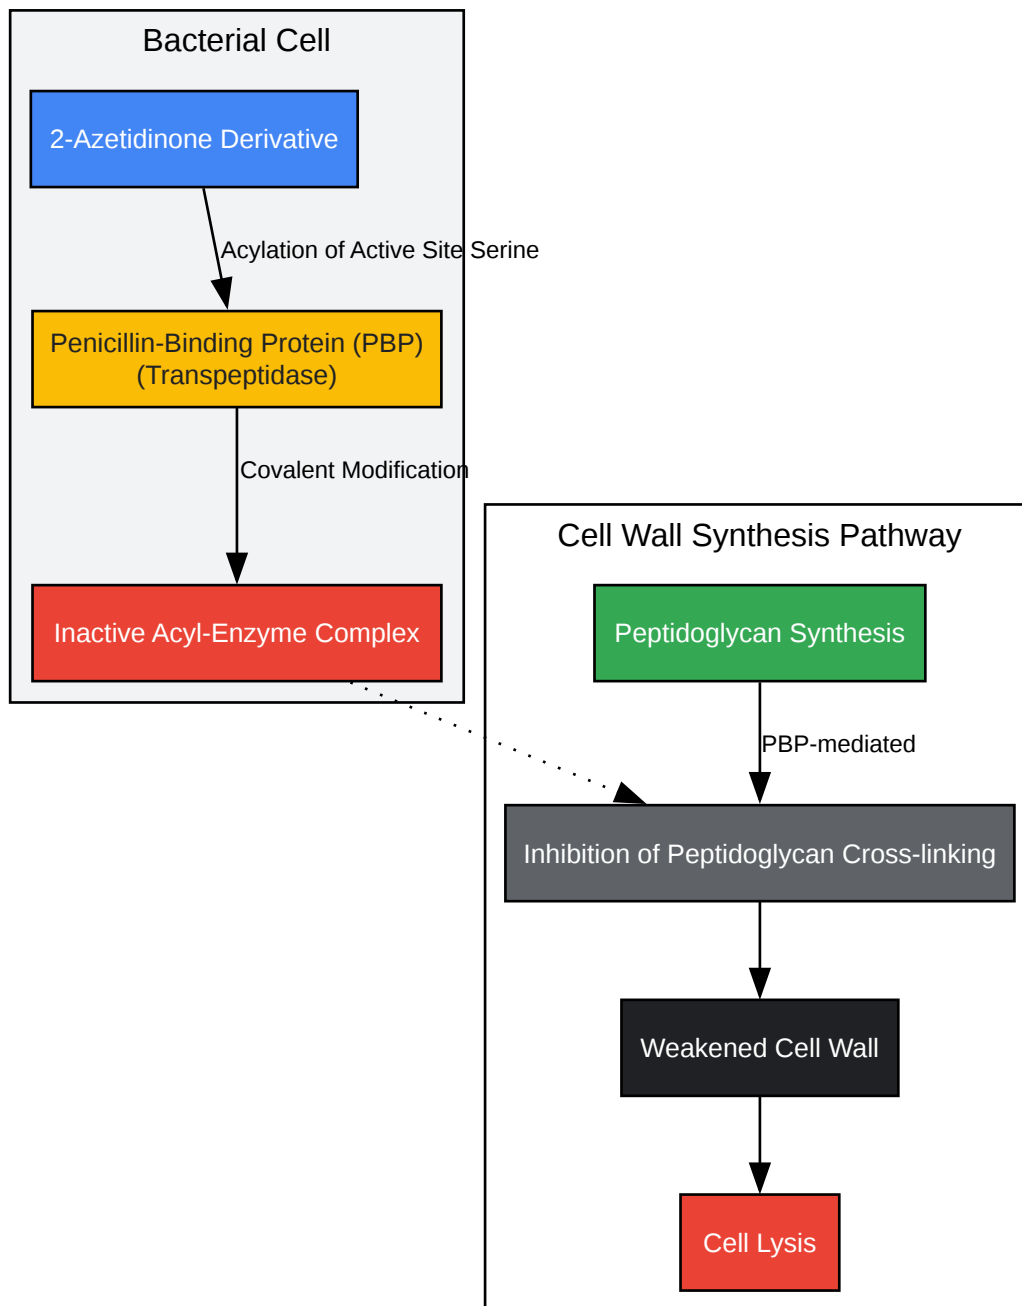 Bacterial Cell
2-Azetidinone Derivative
Acylation of Active Site Serine
Penicillin-Binding Protein (PBP)
(Transpeptidase)
Covalent Modification
Inactive Acyl-Enzyme Complex
Cell Wall Synthesis Pathway
Peptidoglycan Synthesis
PBP-mediated
Inhibition of Peptidoglycan Cross-linking
Weakened Cell Wall
Cell Lysis